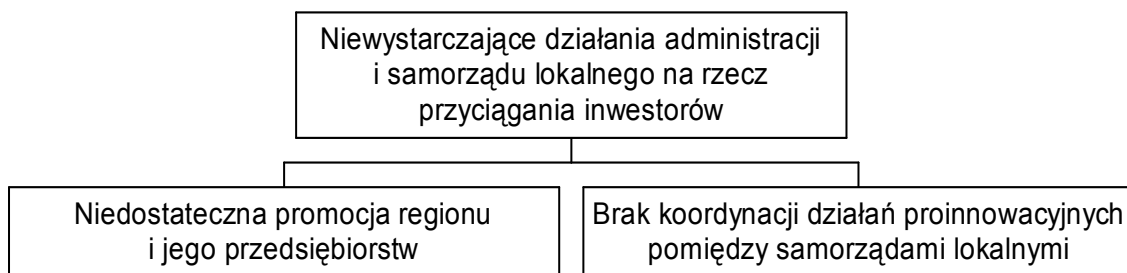 Niewystarczające działania administracji
i samorządu lokalnego na rzecz
przyciągania inwestorów
Niedostateczna promocja regionu
i jego przedsiębiorstw
Brak koordynacji działań proinnowacyjnych
pomiędzy samorządami lokalnymi